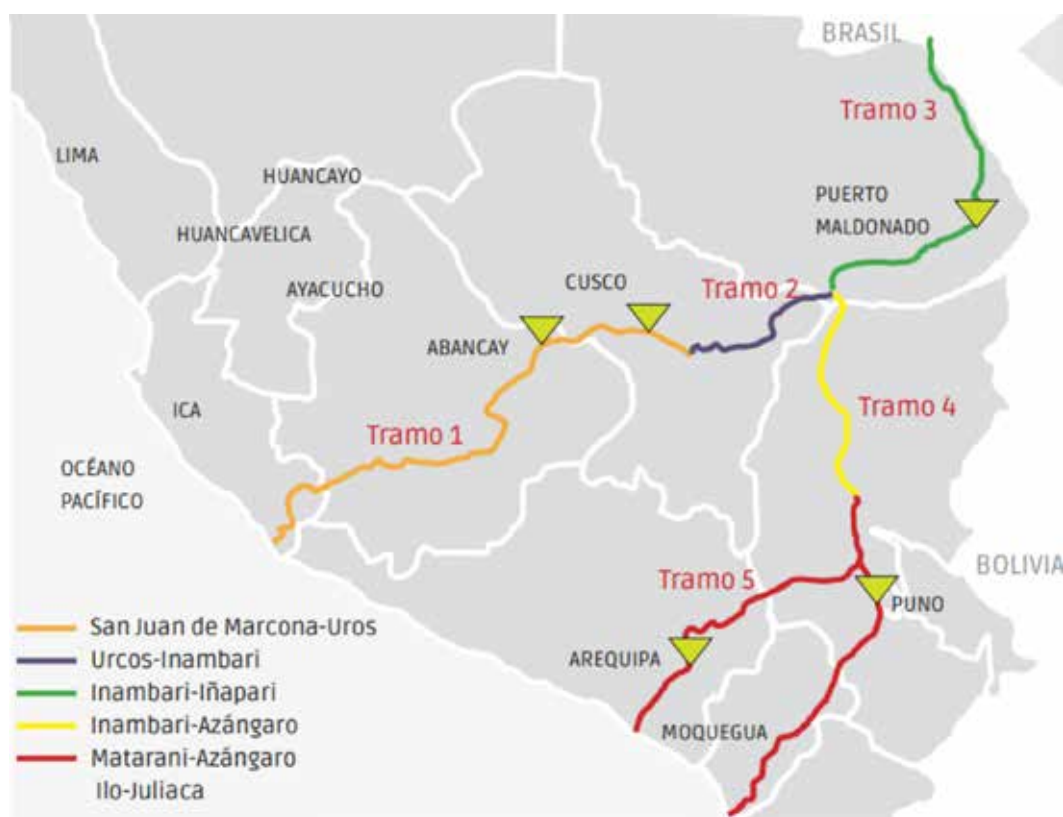 BRASIL
Tramo 3
LIMA
HUANCAYO
PUERTO
MALDONADO
HUANCAVELICA
CUSCO
Tramo 2
AYACUCHO
ABANCAY
ICA
Tramo 4
Tramo 1
OCÉANO
PACÍFICO
BOLIVIA
Tramo 5
PUNO
San Juan de Marcona-Uros
Urcos-Inambari
AREQUIPA
Inambari-Iñapari
Inambari-Azángaro
MOQUEGUA
Matarani-Azángaro
Ilo-Juliaca